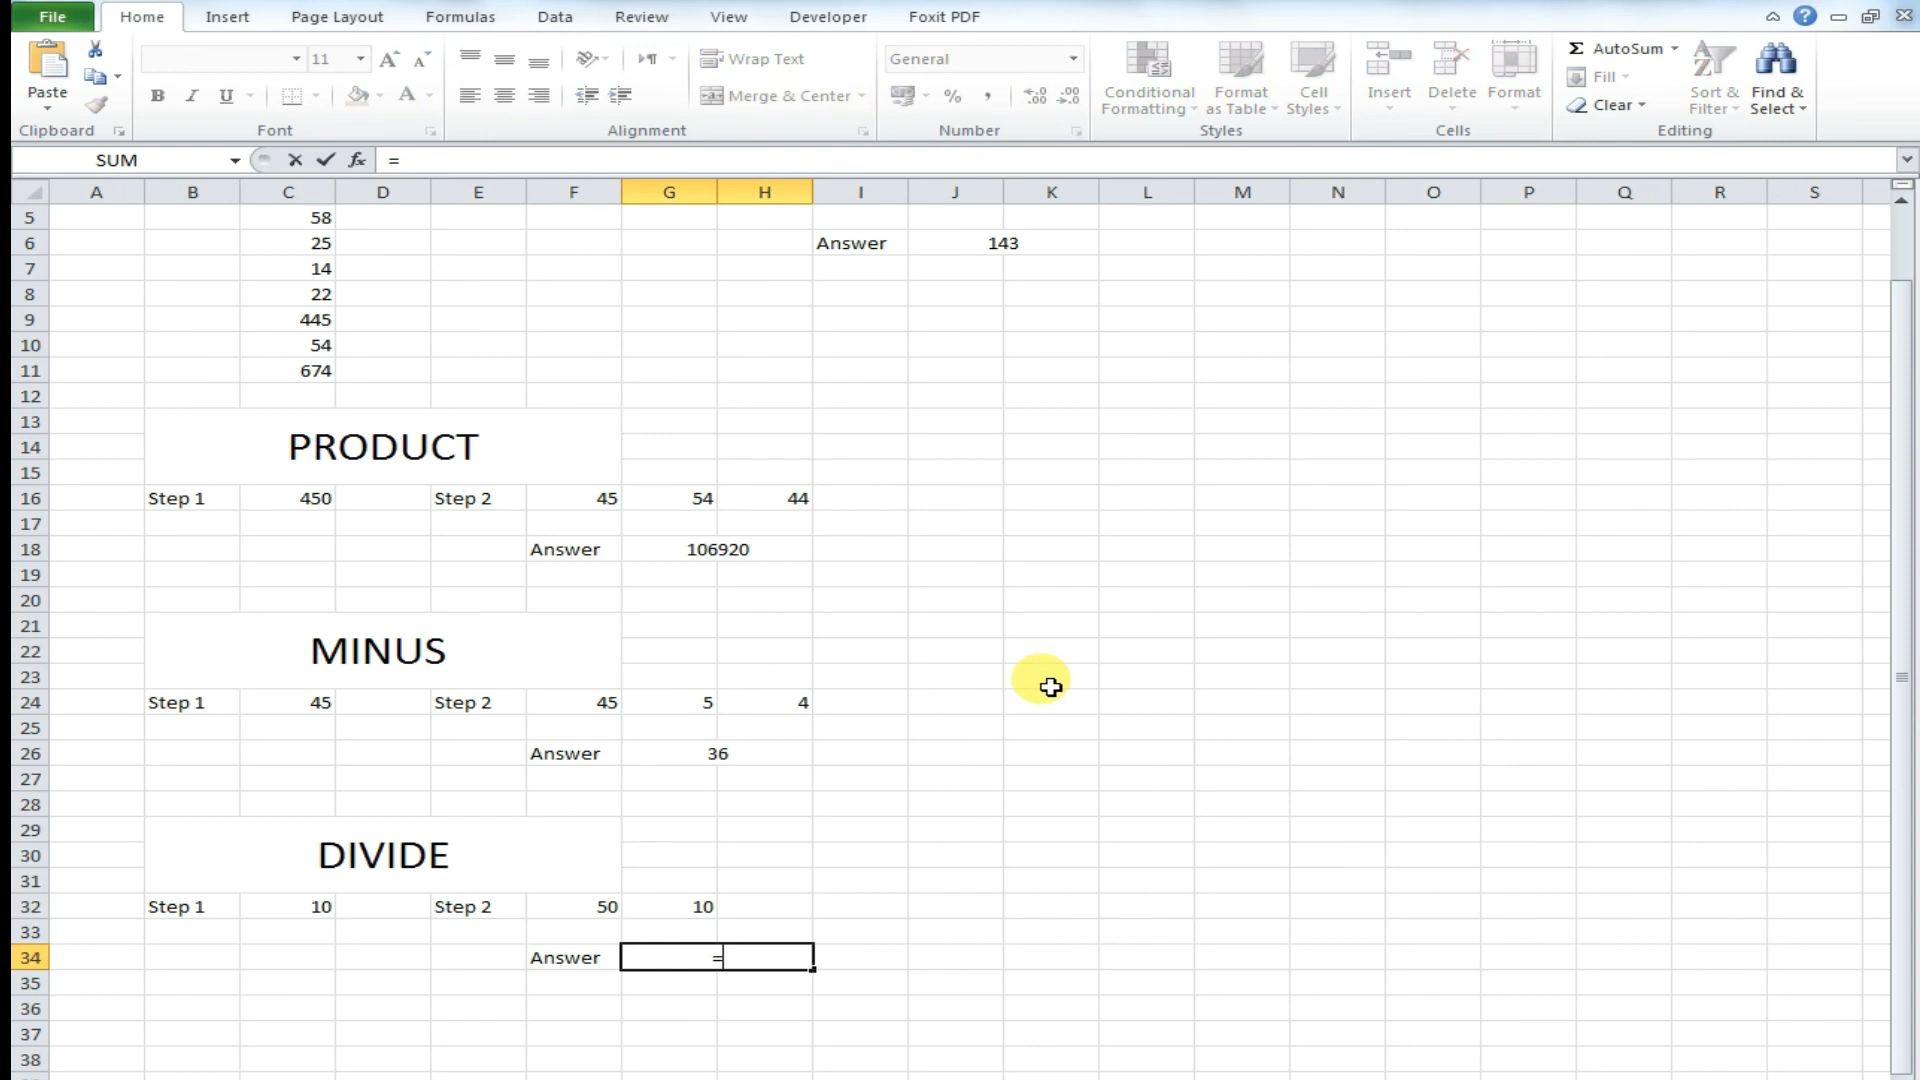 File Home Insert Page Layout Formulas Data Review View Developer Foxit PDF
11 Wrap Text General AutoSum
Fill
Paste B I U Merge & Center % , Conditional Formatting Format as Table Cell Styles Insert Delete Format Clear Sort & Filter Find & Select
Clipboard Font Alignment Number Styles Cells Editing
SUM fx =
A B C D E F G H I J K L M N O P Q R S
5 58
6 25 Answer 143
7 14
8 22
9 445
10 54
11 674
12
13
14 PRODUCT
15
16 Step 1 450 Step 2 45 54 44
17
18 Answer 106920
19
20
21
22 MINUS
23
24 Step 1 45 Step 2 45 5 4
25
26 Answer 36
27
28
29
30 DIVIDE
31
32 Step 1 10 Step 2 50 10
33
34 Answer =
35
36
37
38